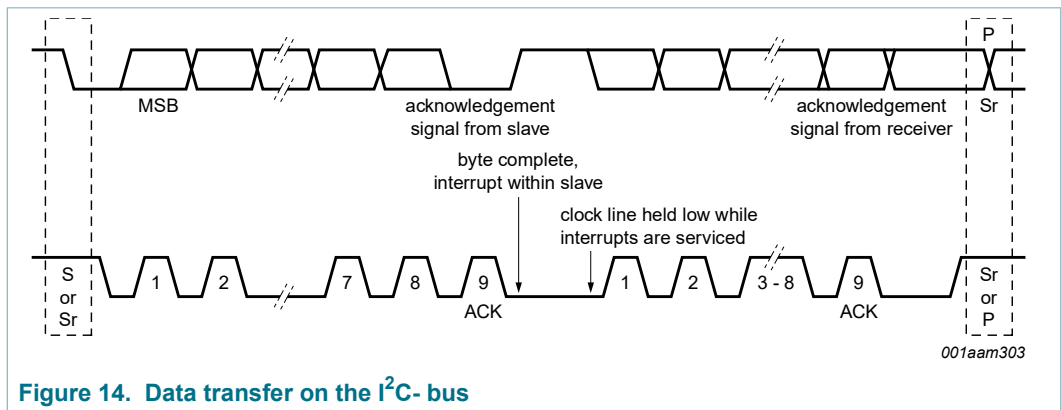 P
MSB
acknowledgement
signal from slave
acknowledgement
signal from receiver
Sr
byte complete,
interrupt within slave
clock line held low while
interrupts are serviced
S
or
Sr
1
2
7
8
9
1
2
3 - 8
9
Sr
or
P
ACK
ACK
001aam303
Figure 14. Data transfer on the I²C- bus